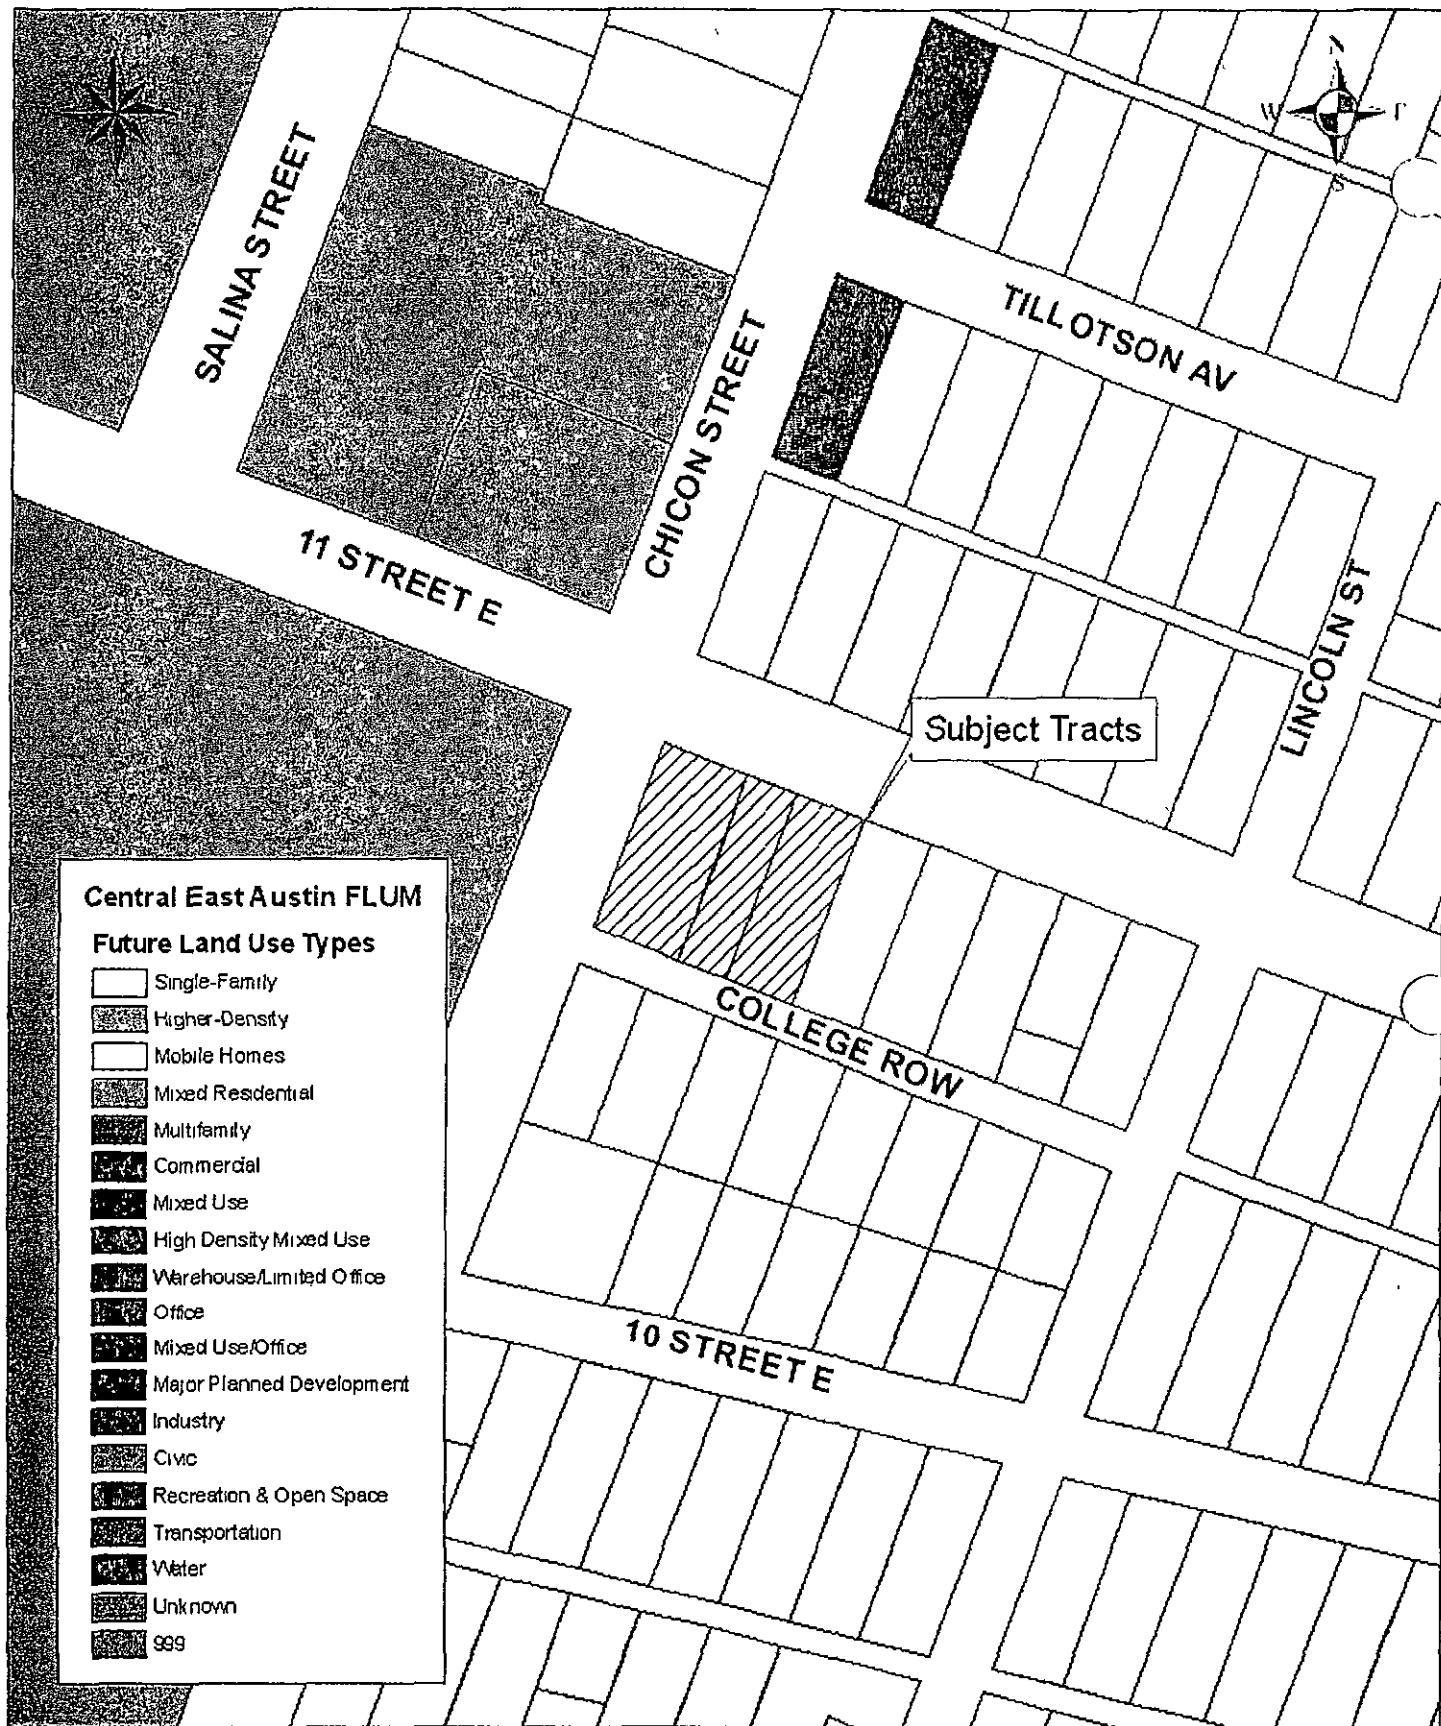 N
W
E
S
SALINA STREET
TILLOTSON AV
CHICON STREET
11 STREET E
LINCOLN ST
Subject Tracts
COLLEGE ROW
10 STREET E
Central East Austin FLUM
Future Land Use Types
Single-Family
Higher-Density
Mobile Homes
Mixed Residential
Multifamily
Commercial
Mixed Use
High Density Mixed Use
Warehouse/Limited Office
Office
Mixed Use/Office
Major Planned Development
Industry
Civic
Recreation & Open Space
Transportation
Water
Unknown
999